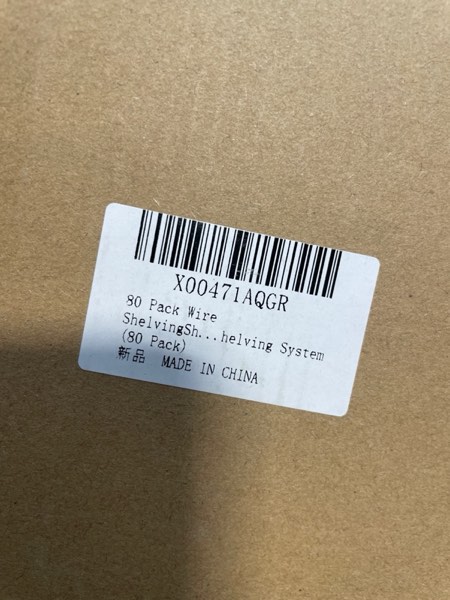 X00471AQGR
80 Pack Wire
ShelvingSh...helving System
(80 Pack)
新品 MADE IN CHINA